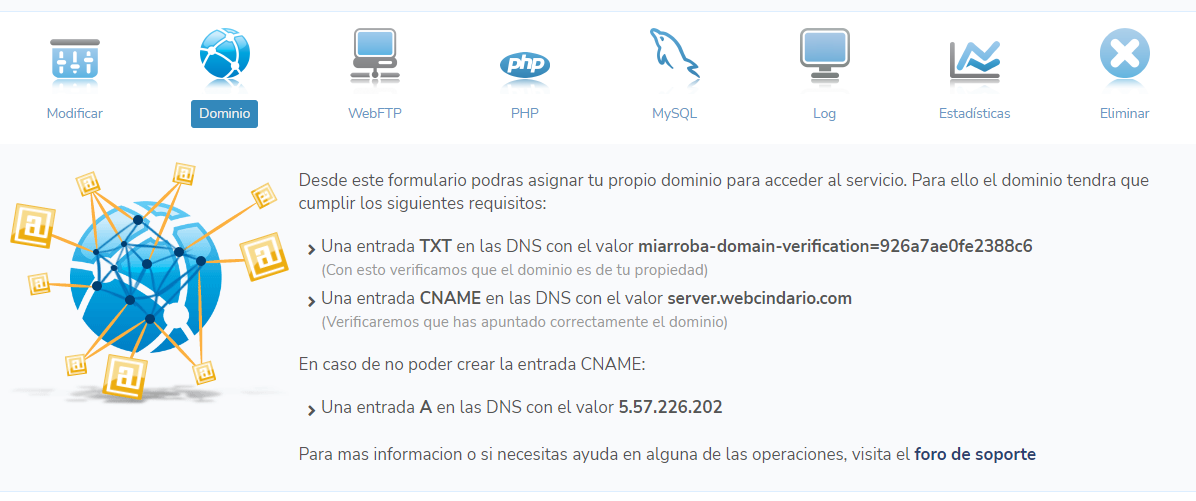 Modificar
Dominio
WebFTP
php
PHP
MySQL
Log
Estadísticas
Eliminar
Desde este formulario podras asignar tu propio dominio para acceder al servicio. Para ello el dominio tendra que
cumplir los siguientes requisitos:
Una entrada TXT en las DNS con el valor miarroba-domain-verification=926a7ae0fe2388c6
(Con esto verificamos que el dominio es de tu propiedad)
Una entrada CNAME en las DNS con el valor server.webcindario.com
(Verificaremos que has apuntado correctamente el dominio)
En caso de no poder crear la entrada CNAME:
Una entrada A en las DNS con el valor 5.57.226.202
Para mas informacion o si necesitas ayuda en alguna de las operaciones, visita el foro de soporte